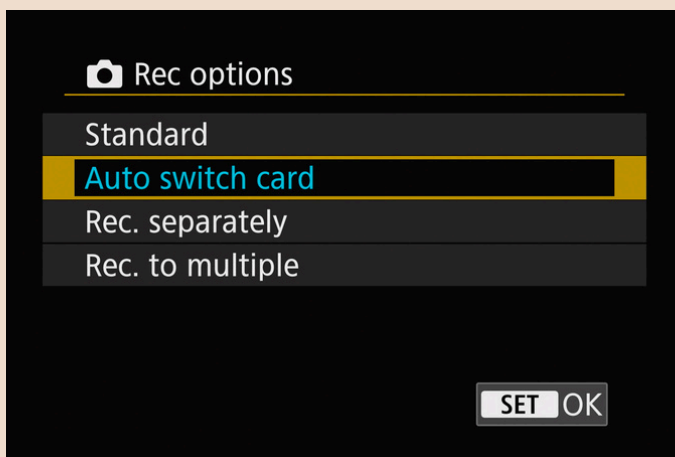 Rec options
Standard
Auto switch card
Rec. separately
Rec. to multiple
SET OK